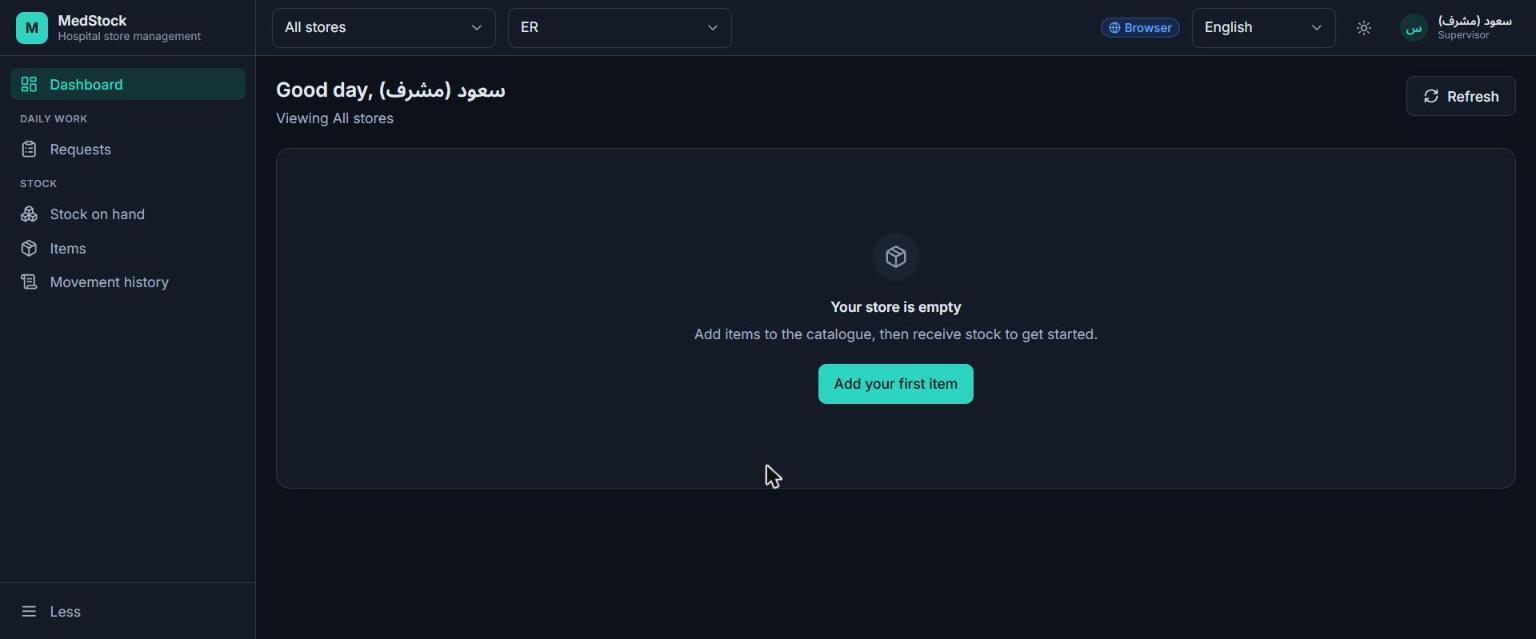 M
MedStock
Hospital store management
All stores
ER
Browser
English
س
سعود (مشرف)
Supervisor
Dashboard
DAILY WORK
Requests
STOCK
Stock on hand
Items
Movement history
Less
Good day, سعود (مشرف)
Viewing All stores
Refresh
Your store is empty
Add items to the catalogue, then receive stock to get started.
Add your first item